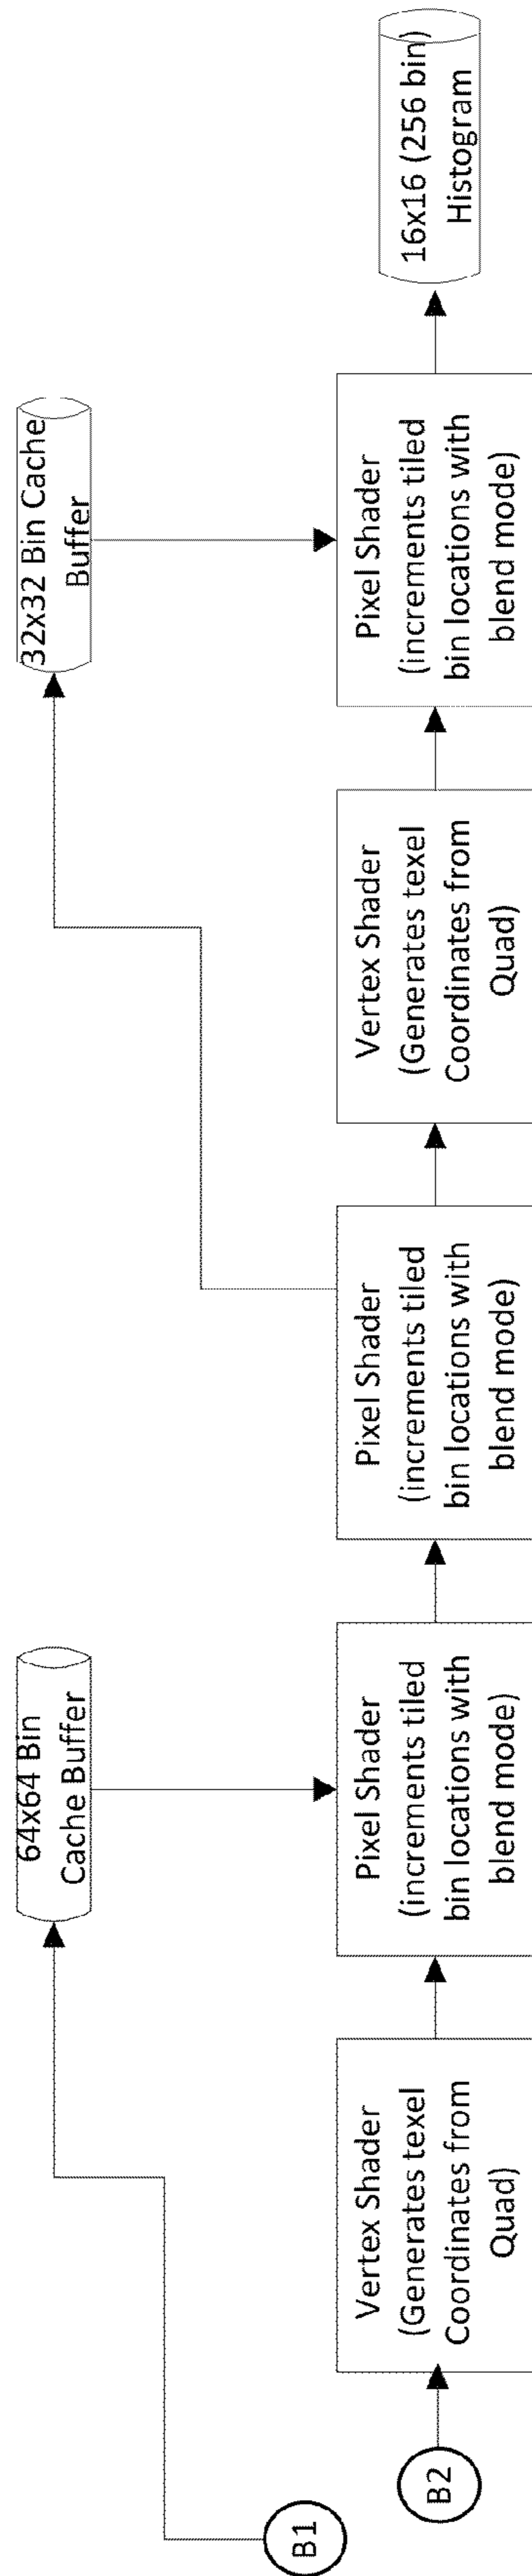 B1
B2
64x64 Bin
Cache Buffer
32x32 Bin Cache
Buffer
Vertex Shader
(Generates texel
Coordinates from
Quad)
Pixel Shader
(increments tiled
bin locations with
blend mode)
Pixel Shader
(increments tiled
bin locations with
blend mode)
Vertex Shader
(Generates texel
Coordinates from
Quad)
Pixel Shader
(increments tiled
bin locations with
blend mode)
16x16 (256 bin)
Histogram